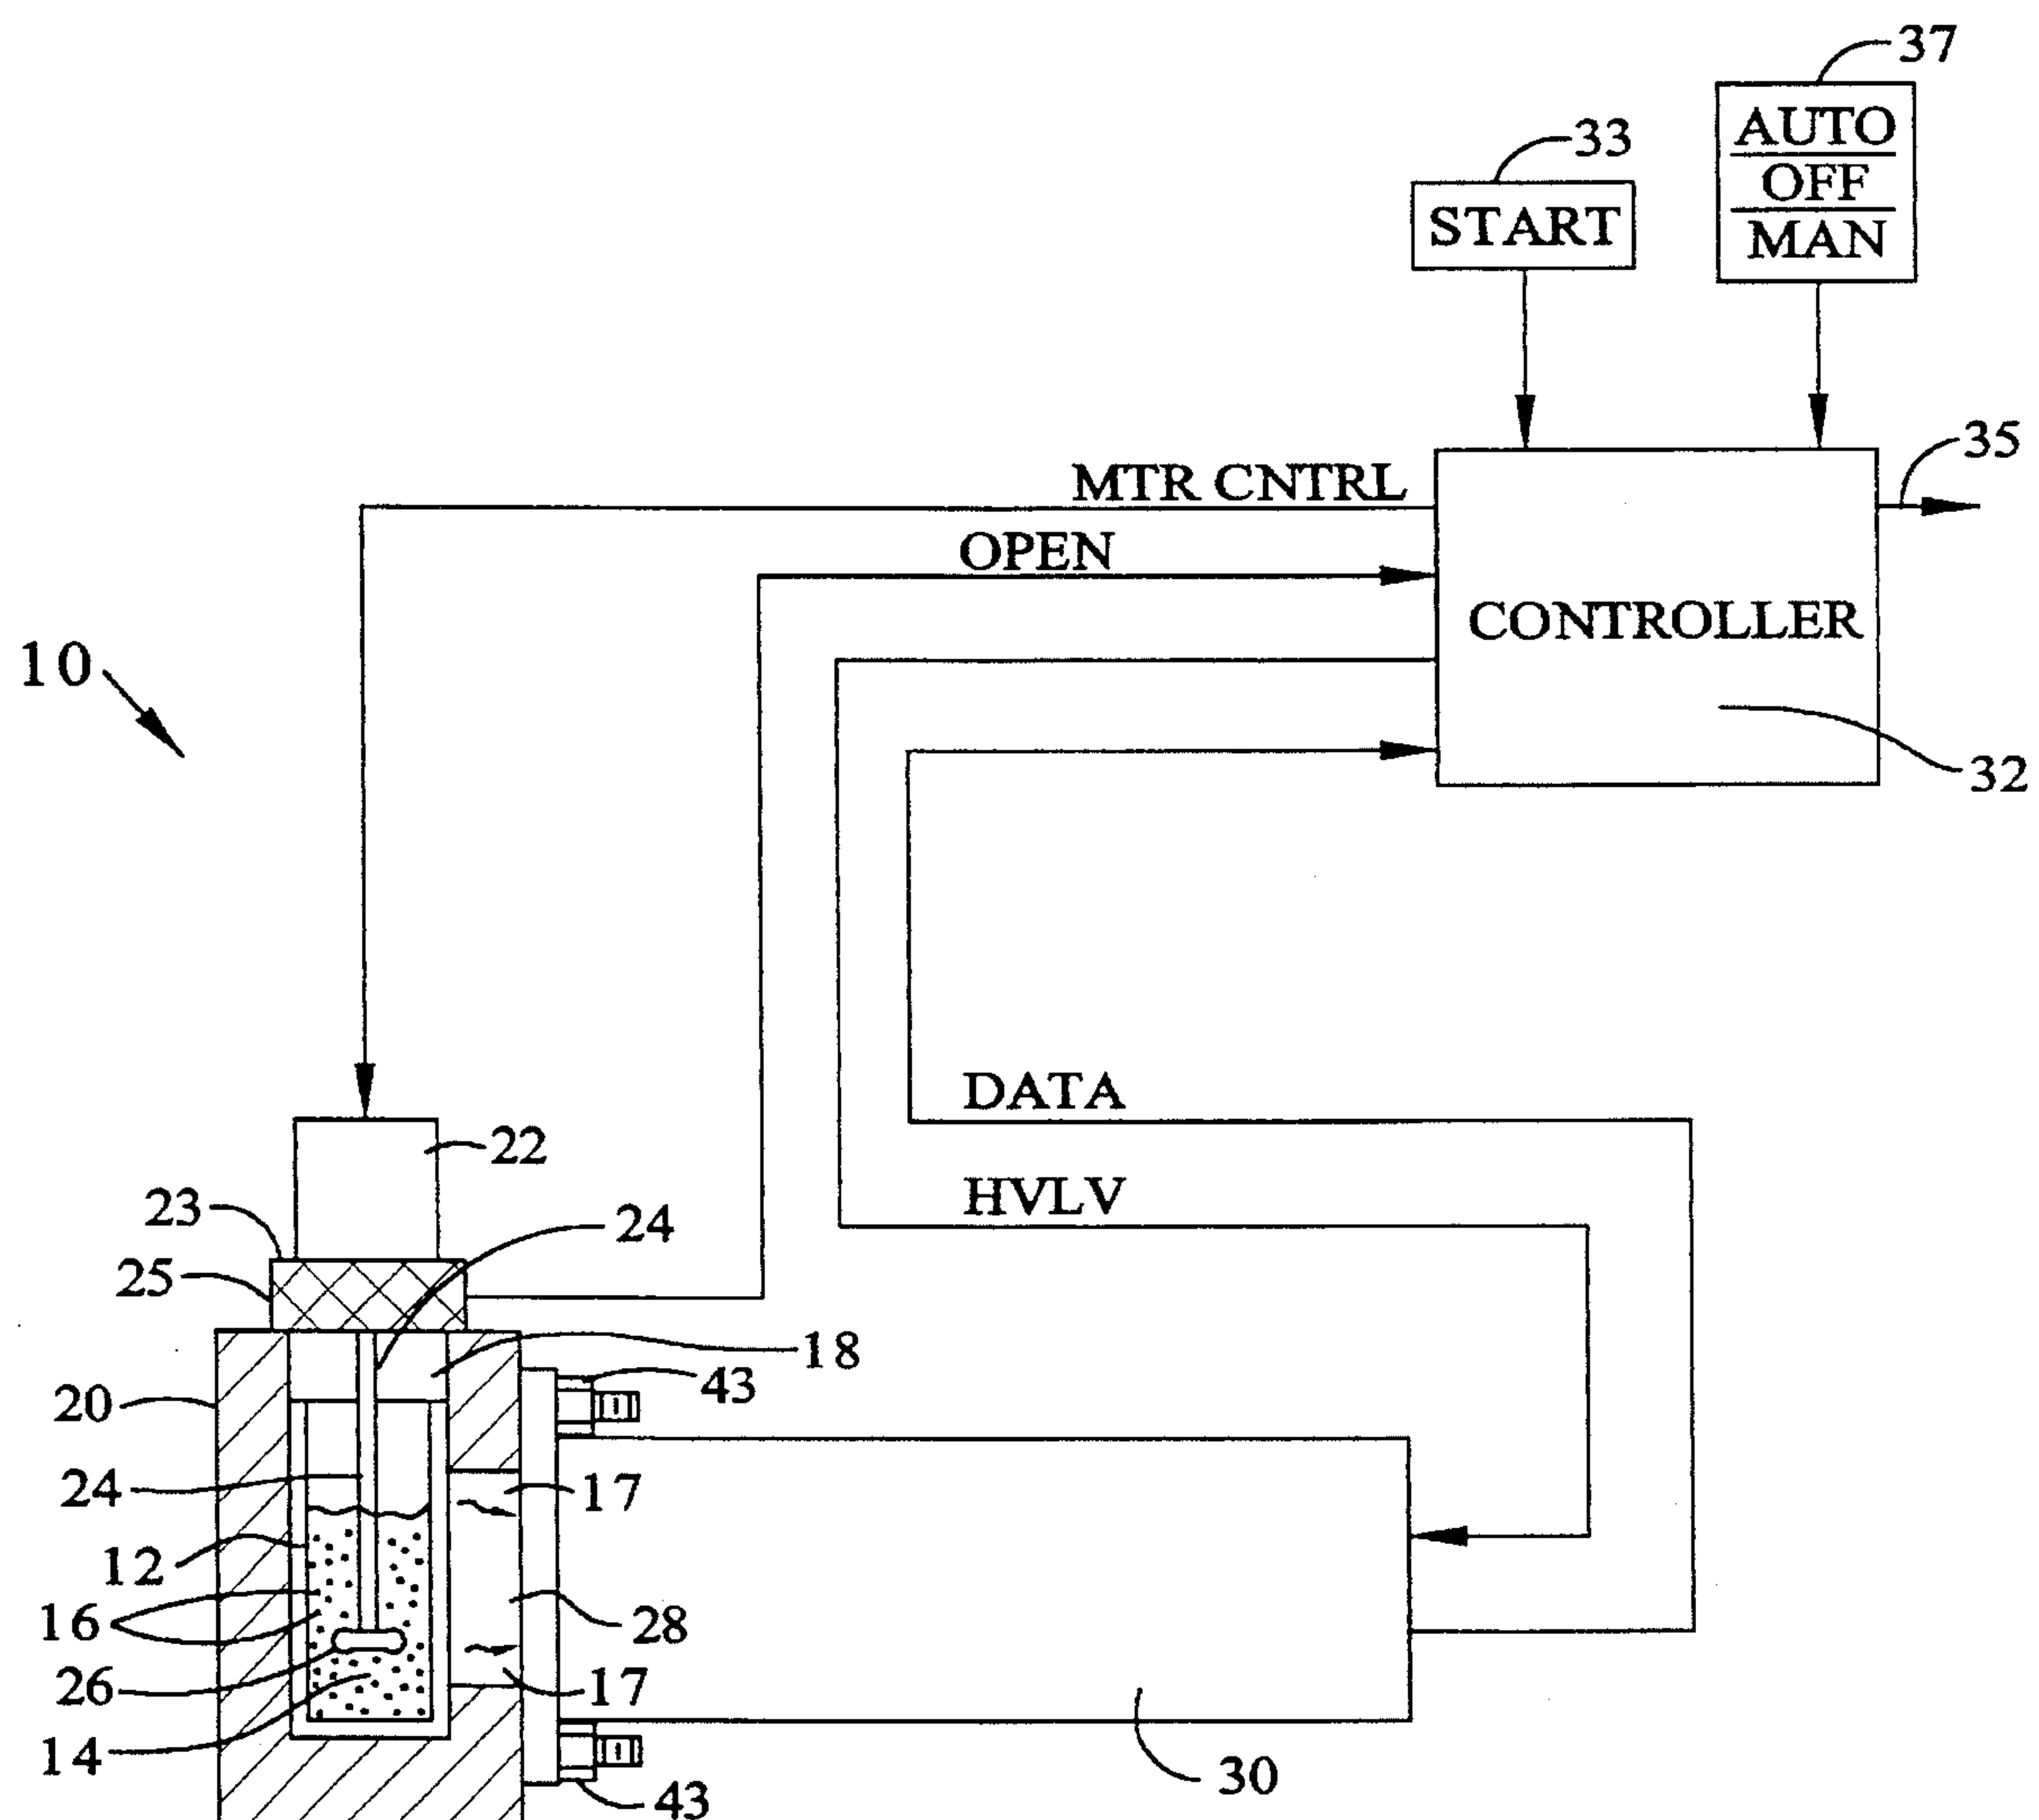 37
AUTO
OFF
MAN
33
START
35
MTR CNTRL
OPEN
CONTROLLER
10
32
DATA
22
HVLV
23
24
25
18
43
20
24
17
12
16
28
26
17
14
30
43